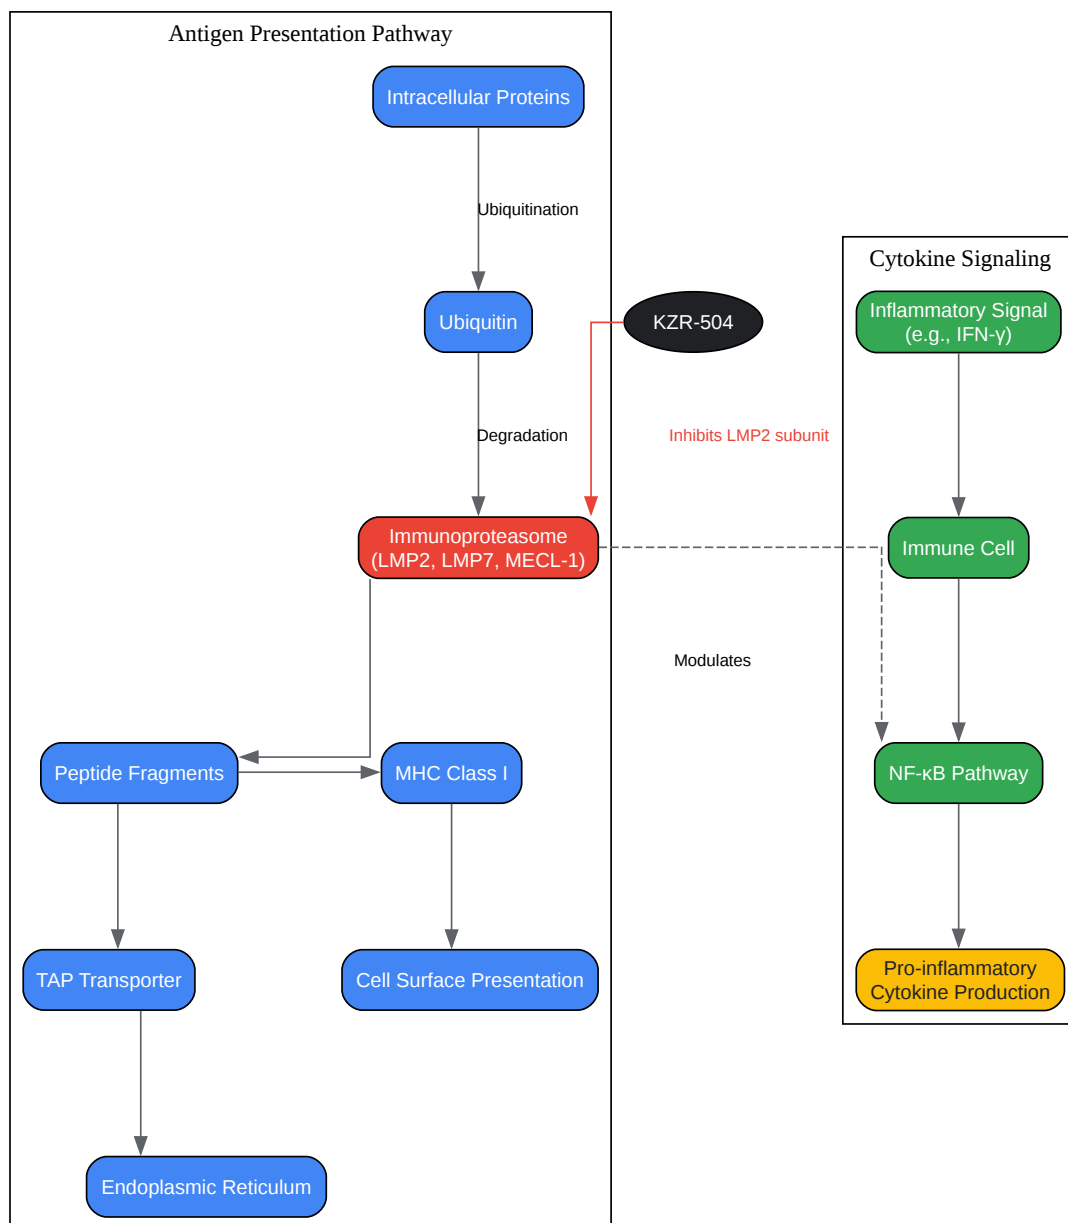 Antigen Presentation Pathway
Intracellular Proteins
Ubiquitination
Cytokine Signaling
Ubiquitin
KZR-504
Inflammatory Signal
(e.g., IFN-γ)
Degradation
Inhibits LMP2 subunit
Immunoproteasome
(LMP2, LMP7, MECL-1)
Immune Cell
Modulates
Peptide Fragments
MHC Class I
NF-κB Pathway
TAP Transporter
Cell Surface Presentation
Pro-inflammatory
Cytokine Production
Endoplasmic Reticulum